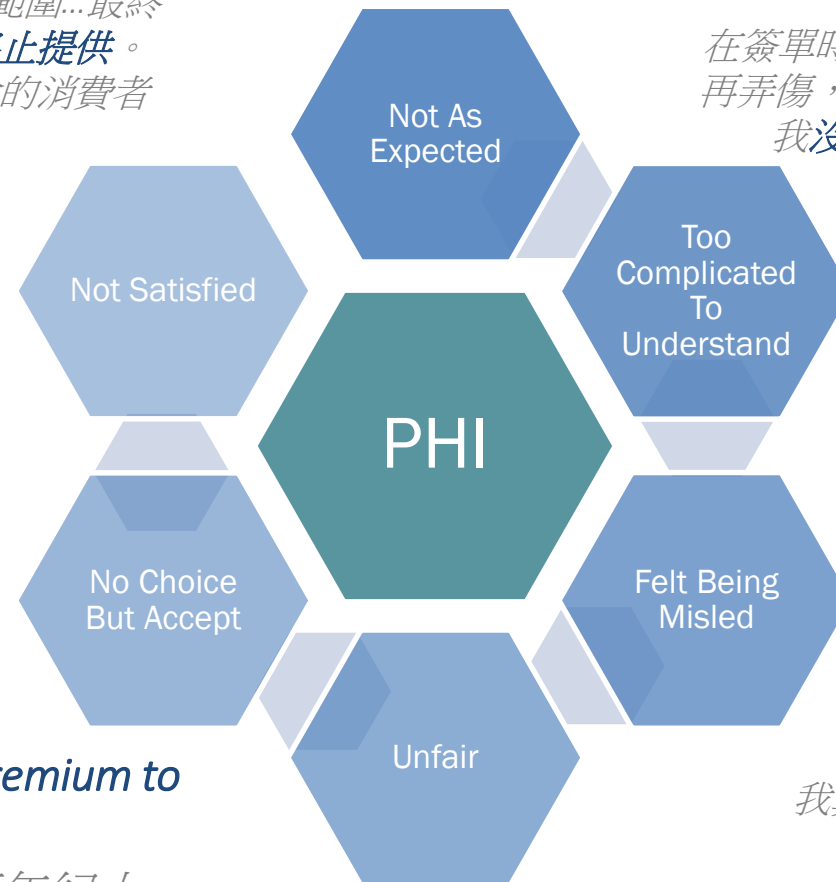 範圍...最終
止提供。
的消費者
在簽單時
再弄傷，
我沒
Not As
Expected
Too
Complicated
To
Understand
Not Satisfied
PHI
No Choice
But Accept
Felt Being
Misled
Unfair
remium to
我